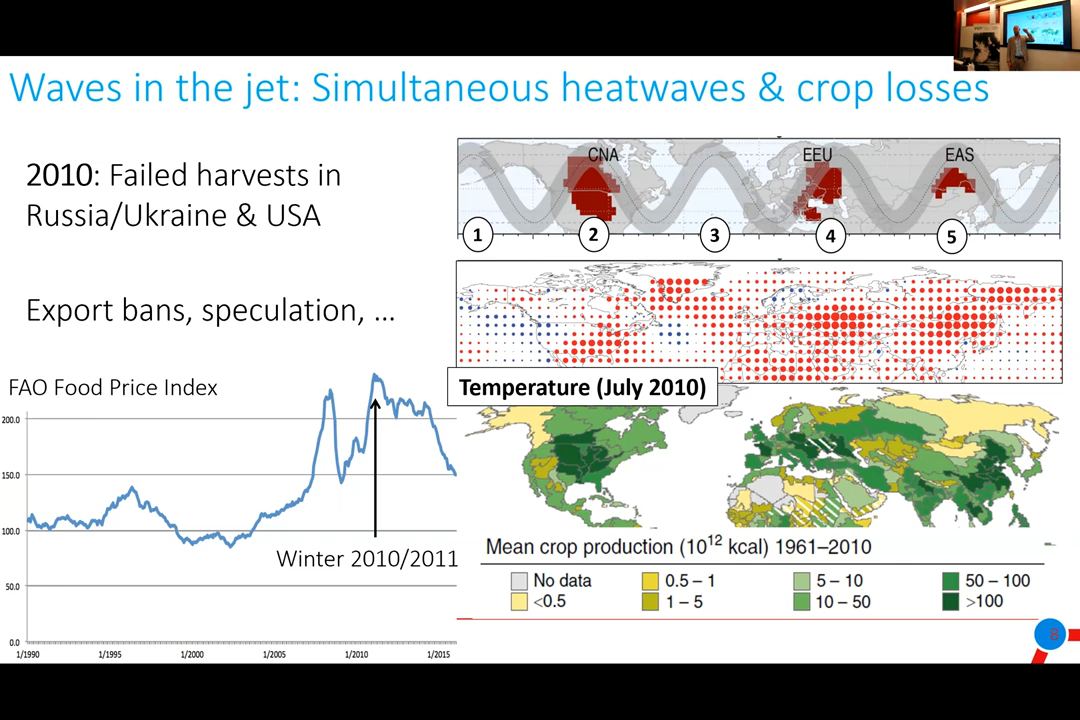 Waves in the jet: Simultaneous heatwaves & crop losses
2010: Failed harvests in
Russia/Ukraine & USA
Export bans, speculation, ...
CNA
EEU
EAS
1
2
3
4
5
Temperature (July 2010)
FAO Food Price Index
200.0
150.0
100.0
50.0
0.0
Winter 2010/2011
1/1990
1/1995
1/2000
1/2005
1/2010
1/2015
Mean crop production (10¹² kcal) 1961–2010
No data
0.5 – 1
5 – 10
50 – 100
<0.5
1 – 5
10 – 50
>100
8